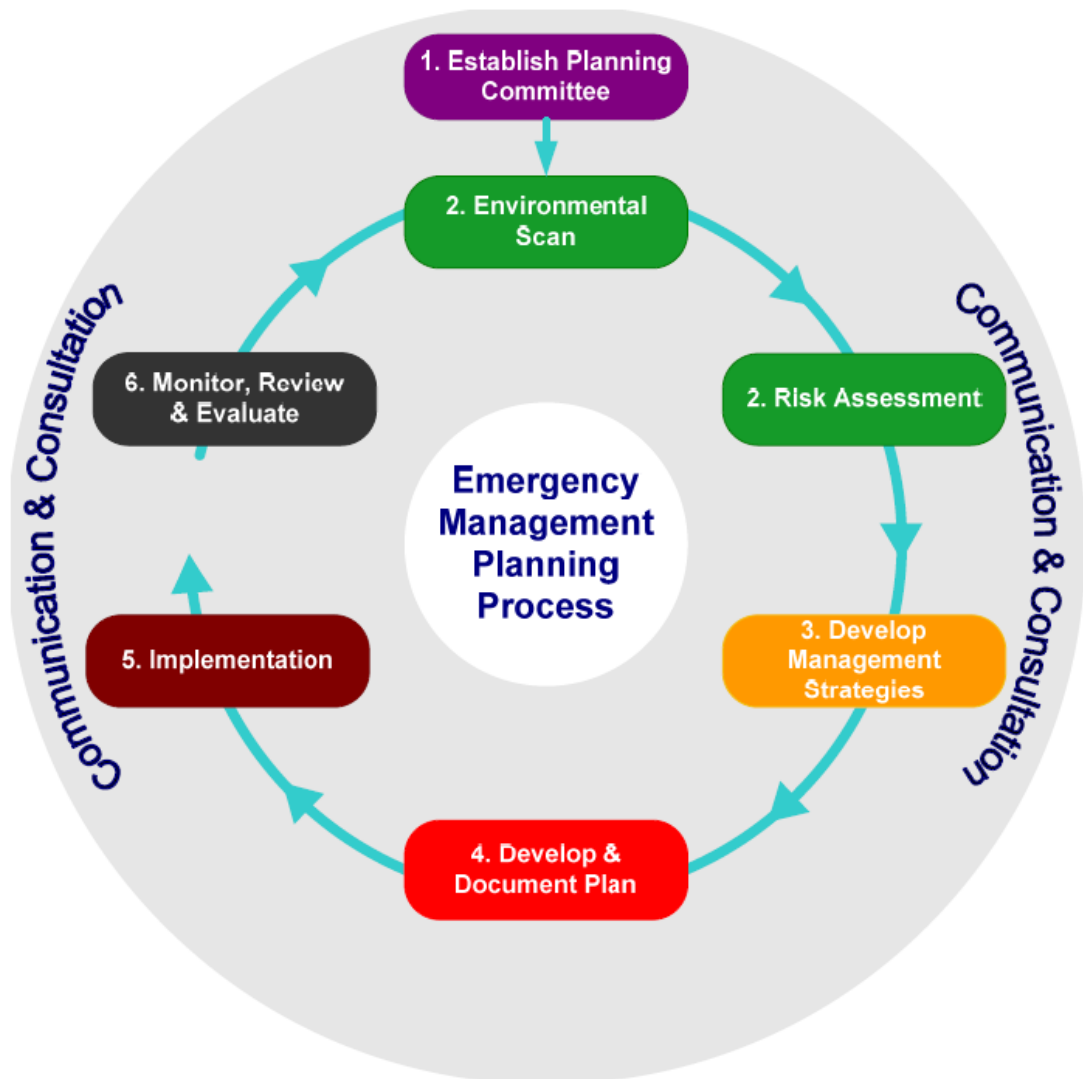 1. Establish Planning
Committee
2. Environmental
Scan
2. Risk Assessment
3. Develop
Management
Strategies
4. Develop &
Document Plan
5. Implementation
6. Monitor, Review
& Evaluate
Emergency
Management
Planning
Process
Communication & Consultation
Communication & Consultation